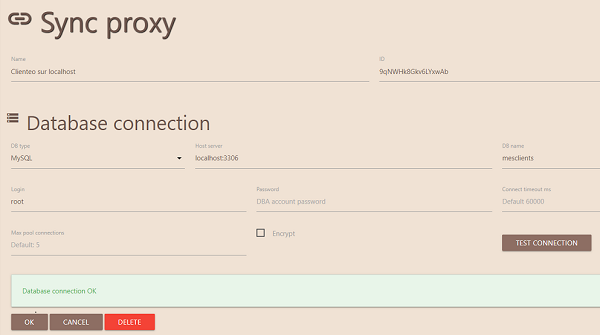 Sync proxy
Name
ID
Clienteo sur localhost
9qNWHk8Gkv6LYxwAb
Database connection
DB type
Host server
DB name
MySQL
localhost:3306
mesclients
Login
Password
Connect timeout ms
root
DBA account password
Default 60000
Max pool connections
Default: 5
Encrypt
TEST CONNECTION
Database connection OK
OK
CANCEL
DELETE